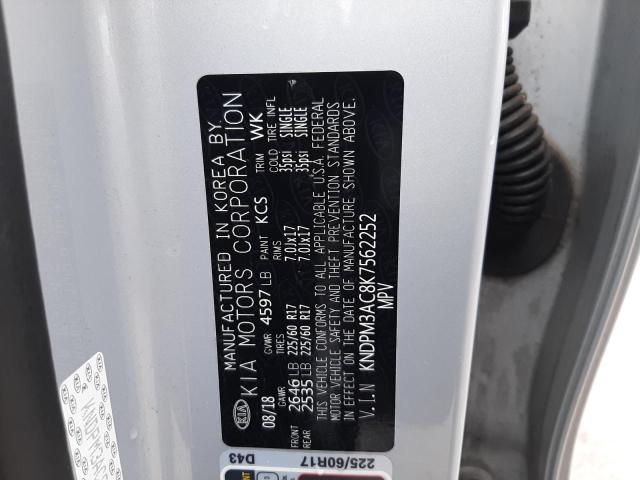 MANUFACTURED IN KOREA BY
KIA KIA MOTORS CORPORATION
08/18 GVWR 4597 LB PAINT KCS TRIM WK
GAWR TIRES RIMS COLD TIRE INFL
FRONT 2646 LB 225/60 R17 7.0Jx17 35psi SINGLE
REAR 2535 LB 225/60 R17 7.0Jx17 35psi SINGLE
THIS VEHICLE CONFORMS TO ALL APPLICABLE U.S.A. FEDERAL
MOTOR VEHICLE SAFETY AND THEFT PREVENTION STANDARDS
IN EFFECT ON THE DATE OF MANUFACTURE SHOWN ABOVE.
V.I.N KNDPM3AC8K7562252
MPV
D43
225/60R17